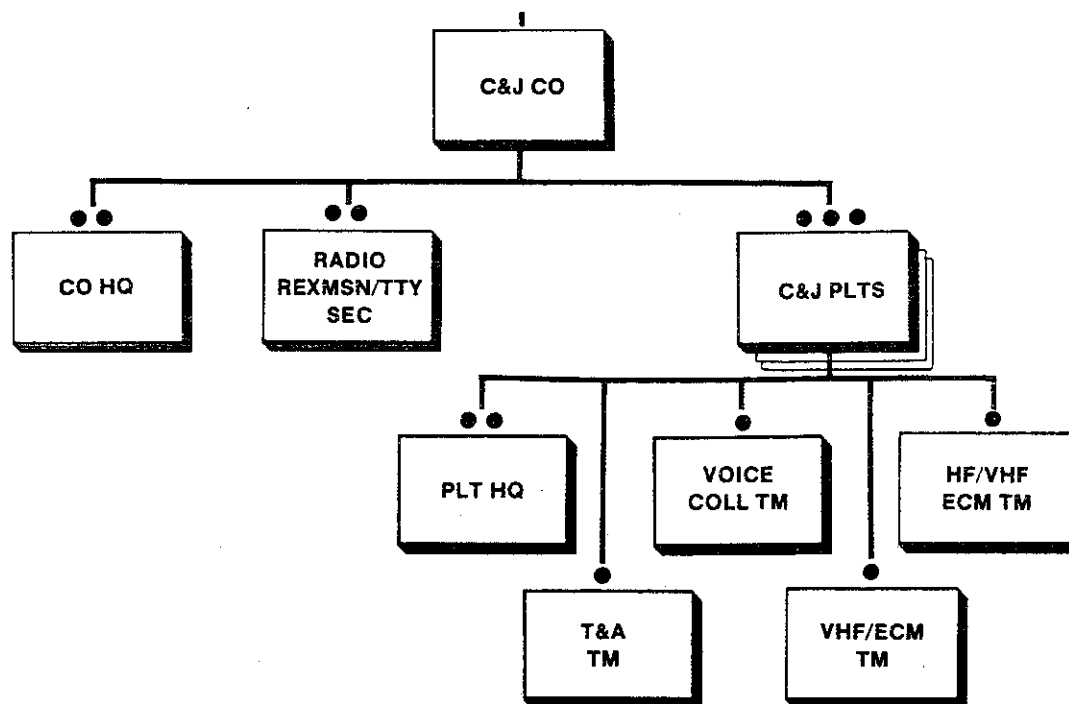 C&J CO
CO HQ
RADIO
REXMSN/TTY
SEC
C&J PLTS
PLT HQ
VOICE
COLL TM
HF/VHF
ECM TM
T&A
TM
VHF/ECM
TM